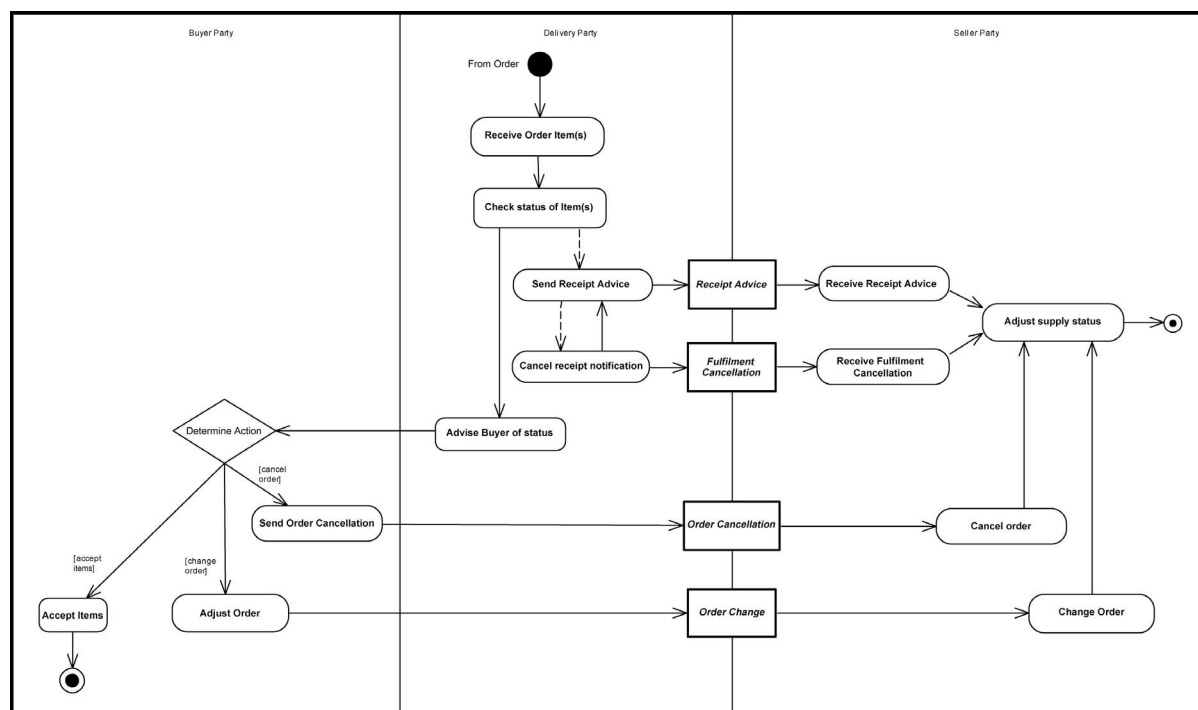 Buyer Party
Delivery Party
Seller Party
From Order
Receive Order Item(s)
Check status of Item(s)
Send Receipt Advice
Receipt Advice
Receive Receipt Advice
Adjust supply status
Cancel receipt notification
Fulfilment
Cancellation
Receive Fulfilment
Cancellation
Determine Action
Advise Buyer of status
[cancel
order]
Send Order Cancellation
Order Cancellation
Cancel order
[accept
items]
[change
order]
Accept Items
Adjust Order
Order Change
Change Order